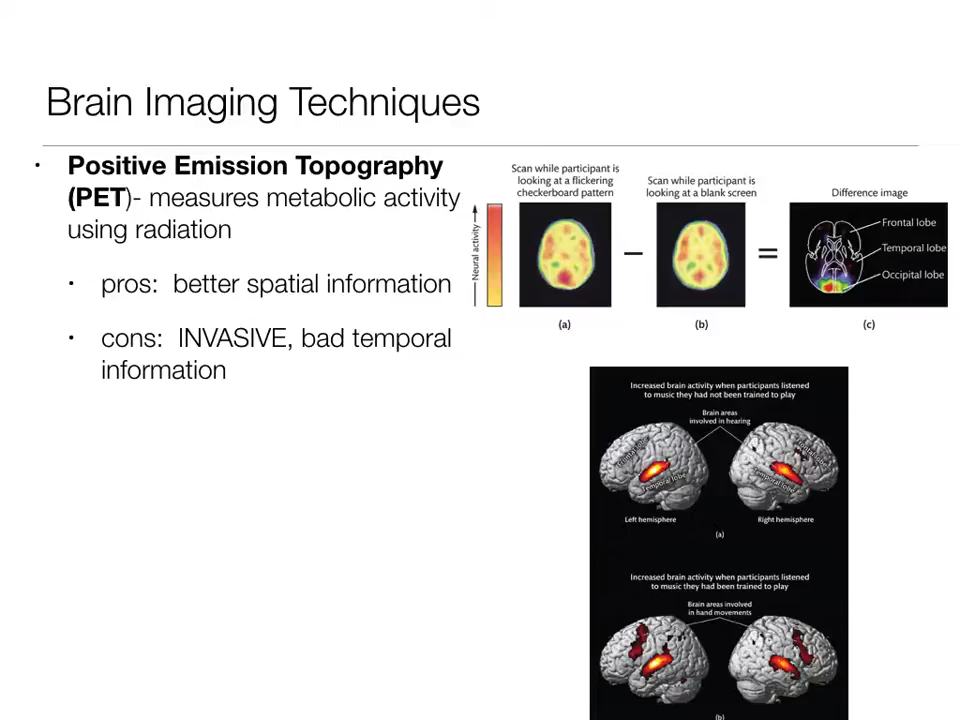 Brain Imaging Techniques
• Positive Emission Topography
(PET)- measures metabolic activity
using radiation
• pros: better spatial information
• cons: INVASIVE, bad temporal
information
Scan while participant is
looking at a flickering
checkerboard pattern
Scan while participant is
looking at a blank screen
Difference image
Neural activity
Frontal lobe
Temporal lobe
Occipital lobe
(a)
(b)
(c)
Increased brain activity when participants listened
to music they had not been trained to play
Brain areas
involved in hearing
Frontal lobe
Temporal lobe
Frontal lobe
Temporal lobe
Left hemisphere
Right hemisphere
(a)
Increased brain activity when participants listened
to music they had been trained to play
Brain areas involved
in hand movements
(b)